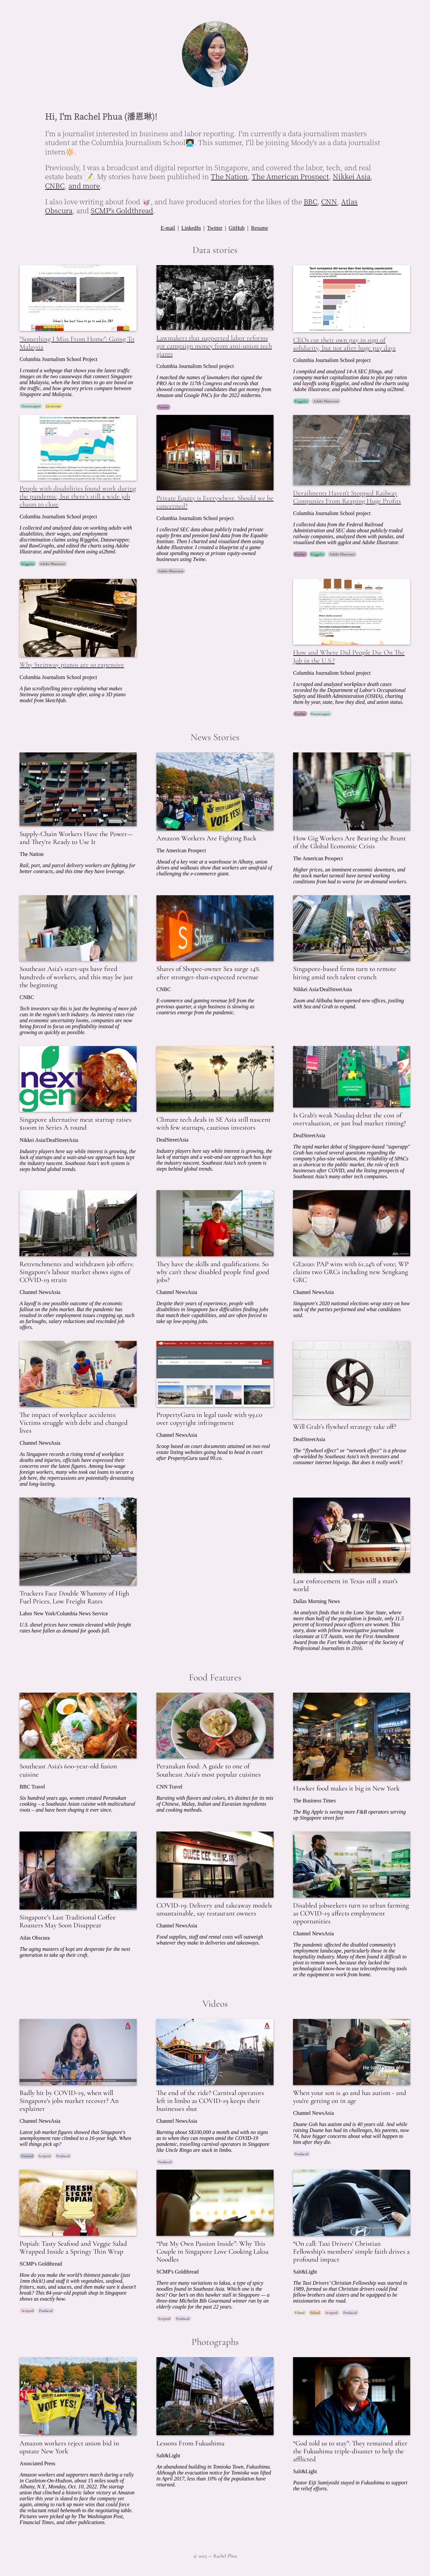 Hi, I'm Rachel Phua (潘恩琳)!
I'm a journalist interested in business and labor reporting. I'm currently a data journalism masters
student at the Columbia Journalism School👩🏻‍💻. This summer, I'll be joining Moody's as a data journalist
intern🔆.
Previously, I was a broadcast and digital reporter in Singapore, and covered the labor, tech, and real
estate beats 📝. My stories have been published in The Nation, The American Prospect, Nikkei Asia,
CNBC, and more.
I also love writing about food 🥡, and have produced stories for the likes of the BBC, CNN, Atlas
Obscura, and SCMP's Goldthread.
E-mail | LinkedIn | Twitter | GitHub | Resume
Data stories
"Something I Miss From Home": Going To
Malaysia
Columbia Journalism School Project
I created a webpage that shows you the latest traffic
images on the two causeways that connect Singapore
and Malaysia, when the best times to go are based on
the traffic, and how grocery prices compare between
Singapore and Malaysia.
Lawmakers that supported labor reforms
got campaign money from anti-union tech
giants
Columbia Journalism school project
I matched the names of lawmakers that signed the
PRO Act in the 117th Congress and records that
showed congressional candidates that got money from
Amazon and Google PACs for the 2022 midterms.
CEOs cut their own pay in sign of
solidarity, but not after huge pay days
Columbia Journalism School project
I compiled and analyzed 14-A SEC filings, and
company market capitalization data to get pay ratios
and layoffs using R/ggplot, and edited the charts using
Adobe Illustrator, and published them using ai2html.
R/ggplot Adobe Illustrator
People with disabilities found work during
the pandemic, but there's still a wide job
chasm to close
Columbia Journalism School project
I collected and analyzed data on working adults with
disabilities, their wages, and employment
discrimination claims using R/ggplot, Datawrapper,
and RawGraphs. I edited the charts using Adobe
Illustrator, and published them using ai2html.
R/ggplot Adobe Illustrator
Private Equity is Everywhere. Should we be
concerned?
Columbia Journalism School project
I collected SEC data about publicly traded private
equity firms and pension fund data from the Equable
Institute. Then I charted and visualized them using
Adobe Illustrator. I created a blueprint of a game
about spending money at private equity-owned
businesses using Twine.
Adobe Illustrator
Derailments Haven't Stopped Railway
Companies From Reaping Huge Profits
Columbia Journalism School project
I collected data from the Federal Railroad
Administration and SEC data about publicly traded
railway companies, analyzed them with pandas, and
visualized them with ggplot and Adobe Illustrator.
Pandas R/ggplot Adobe Illustrator
Why Steinway pianos are so expensive
Columbia Journalism School project
A fun scrollytelling piece explaining what makes
Steinway pianos so sought after, using a 3D piano
model from Sketchfab.
How and Where Did People Die On The
Job in the U.S.?
Columbia Journalism School project
I scraped and analyzed workplace death cases
recorded by the Department of Labor's Occupational
Safety and Health Administration (OSHA), charting
them by year, state, how they died, and union status.
Pandas Datawrapper
News Stories
VOTE YES!
Supply-Chain Workers Have the Power—
and They're Ready to Use It
The Nation
Rail, port, and parcel delivery workers are fighting for
better contracts, and this time they have leverage.
Amazon Workers Are Fighting Back
The American Prospect
Ahead of a key vote at a warehouse in Albany, union
drives and walkouts show that workers are unafraid of
challenging the e-commerce giant.
How Gig Workers Are Bearing the Brunt
of the Global Economic Crisis
The American Prospect
Higher prices, an imminent economic downturn, and
the stock market turmoil have turned working
conditions from bad to worse for on-demand workers.
Southeast Asia's start-ups have fired
hundreds of workers, and this may be just
the beginning
CNBC
Tech insiders say this is just the beginning of more job
cuts in the region's tech industry. As interest rates rise
and economic uncertainty looms, companies are now
being forced to focus on profitability instead of
growing as quickly as possible.
Shares of Shopee-owner Sea surge 14%
after stronger-than-expected revenue
CNBC
E-commerce and gaming revenue fell from the
previous quarter, a sign business is slowing as
countries emerge from the pandemic.
Singapore-based firms turn to remote
hiring amid tech talent crunch
Nikkei Asia/DealStreetAsia
Zoom and Alibaba have opened new offices, jostling
with Sea and Grab to expand.
next
gen
Singapore alternative meat startup raises
$100m in Series A round
Nikkei Asia/DealStreetAsia
Industry players here say while interest is growing, the
lack of startups and a wait-and-see approach has kept
the industry nascent. Southeast Asia's tech system is
steps behind global trends.
Climate tech deals in SE Asia still nascent
with few startups, cautious investors
DealStreetAsia
Industry players here say while interest is growing, the
lack of startups and a wait-and-see approach has kept
the industry nascent. Southeast Asia's tech system is
steps behind global trends.
Is Grab's weak Nasdaq debut the cost of
overvaluation, or just bad market timing?
DealStreetAsia
The tepid market debut of Singapore-based "superapp"
Grab has raised several questions regarding the
company's plus-size valuation, the reliability of SPACs
as a shortcut to the public market, the role of tech
businesses after COVID, and the listing prospects of
Southeast Asia's many other tech companies.
Retrenchments and withdrawn job offers:
Singapore's labour market shows signs of
COVID-19 strain
Channel NewsAsia
A layoff is one possible outcome of the economic
fallout on the job market. But the pandemic has
resulted in other employment issues cropping up, such
as furloughs, salary reductions and rescinded job
offers.
They have the skills and qualifications. So
why can't these disabled people find good
jobs?
Channel NewsAsia
Despite their years of experience, people with
disabilities in Singapore face difficulties finding jobs
that match their capabilities, and are often forced to
take up low-paying jobs.
GE2020: PAP wins with 61.24% of vote; WP
claims two GRCs including new Sengkang
GRC
Channel NewsAsia
Singapore's 2020 national elections wrap story on how
each of the parties performed and what candidates
said.
The impact of workplace accidents:
Victims struggle with debt and changed
lives
Channel NewsAsia
As Singapore records a rising trend of workplace
deaths and injuries, officials have expressed their
concerns over the latest figures. Among low-wage
foreign workers, many who took out loans to secure a
job here, the repercussions are potentially devastating
and long-lasting.
PropertyGuru in legal tussle with 99.co
over copyright infringement
Channel NewsAsia
Scoop based on court documents attained on two real
estate listing websites going head to head in court
after PropertyGuru sued 99.co.
Will Grab's flywheel strategy take off?
DealStreetAsia
The "flywheel effect" or "network effect" is a phrase
oft-wielded by Southeast Asia's tech investors and
consumer internet bigwigs. But does it really work?
SHERIFF
Truckers Face Double Whammy of High
Fuel Prices, Low Freight Rates
Labor New York/Columbia News Service
U.S. diesel prices have remain elevated while freight
rates have fallen as demand for goods fall.
Law enforcement in Texas still a man's
world
Dallas Morning News
An analysis finds that in the Lone Star State, where
more than half of the population is female, only 11.5
percent of licensed peace officers are women. This
story, done with fellow investigative journalism
classmate at UT Austin, won the First Amendment
Award from the Fort Worth chapter of the Society of
Professional Journalists in 2016.
Food Features
Southeast Asia's 600-year-old fusion
cuisine
BBC Travel
Six hundred years ago, women created Peranakan
cooking – a Southeast Asian cuisine with multicultural
roots – and have been shaping it ever since.
Peranakan food: A guide to one of
Southeast Asia's most popular cuisines
CNN Travel
Bursting with flavors and colors, it's distinct for its mix
of Chinese, Malay, Indian and Eurasian ingredients
and cooking methods.
Hawker food makes it big in New York
The Business Times
The Big Apple is seeing more F&B operators serving
up Singapore street fare
Singapore's Last Traditional Coffee
Roasters May Soon Disappear
Atlas Obscura
The aging masters of kopi are desperate for the next
generation to take up their craft.
COVID-19: Delivery and takeaway models
unsustainable, say restaurant owners
Channel NewsAsia
Food supplies, staff and rental costs will outweigh
whatever they make in deliveries and takeaways.
Disabled jobseekers turn to urban farming
as COVID-19 affects employment
opportunities
Channel NewsAsia
The pandemic affected the disabled community's
employment landscape, particularly those in the
hospitality industry. Many of them found it difficult to
pivot to remote work, because they lacked the
technological know-how to use teleconferencing tools
or the equipment to work from home.
Videos
Badly hit by COVID-19, when will
Singapore's jobs market recover? An
explainer
Channel NewsAsia
Latest job market figures showed that Singapore's
unemployment rate climbed to a 16-year high. When
will things pick up?
The end of the ride? Carnival operators
left in limbo as COVID-19 keeps their
businesses shut
Channel NewsAsia
Burning about S$100,000 a month and with no signs
as to when they can reopen amid the COVID-19
pandemic, travelling carnival operators in Singapore
like Uncle Ringo are stuck in limbo.
Produced
When your son is 40 and has autism - and
you're getting on in age
Channel NewsAsia
Duane Goh has autism and is 40 years old. And while
raising Duane has had its challenges, his parents, now
74, have bigger concerns about what will happen to
him after they die.
Produced
FRESH
LIGHT
POPIAH
Popiah: Tasty Seafood and Veggie Salad
Wrapped Inside a Springy Thin Wrap
SCMP's Goldthread
How do you make the world's thinnest pancake (just
1mm thick!) and stuff it with vegetables, seafood,
fritters, nuts, and sauces, and then make sure it doesn't
break? This 84-year-old popiah shop in Singapore
shows us exactly how.
Scripted Produced
"Put My Own Passion Inside": Why This
Couple in Singapore Love Cooking Laksa
Noodles
SCMP's Goldthread
There are many variations to laksa, a type of spicy
noodles found in Southeast Asia. Which one is the
best? Our bet's on this hawker stall in Singapore — a
three-time Michelin Bib Gourmand winner run by an
elderly couple for the past 22 years.
Scripted Produced
"On call: Taxi Drivers' Christian
Fellowship's members' simple faith drives a
profound impact
Salt&Light
The Taxi Drivers' Christian Fellowship was started in
1989, formed so that Christian cabbies could find
fellow brothers and sisters and be equipped to be
missionaries on the road.
Filmed Edited Scripted Produced
Photographs
VOTE YES!
Amazon workers reject union bid in
upstate New York
Associated Press
Amazon workers and supporters march during a rally
in Castleton-On-Hudson, about 15 miles south of
Albany, N.Y., Monday, Oct. 10, 2022. The startup
union that clinched a historic labor victory at Amazon
earlier this year is slated to face the company yet
again, aiming to rack up more wins that could force
the reluctant retail behemoth to the negotiating table.
Pictures were picked up by The Washington Post,
Financial Times, and other publications.
Lessons From Fukushima
Salt&Light
An abandoned building in Tomioka Town, Fukushima.
Although the evacuation notice for Tomioka was lifted
in April 2017, less than 10% of the population have
returned.
"God told us to stay": They remained after
the Fukushima triple-disaster to help the
afflicted
Salt&Light
Pastor Eiji Sumiyoshi stayed in Fukushima to support
the relief efforts.